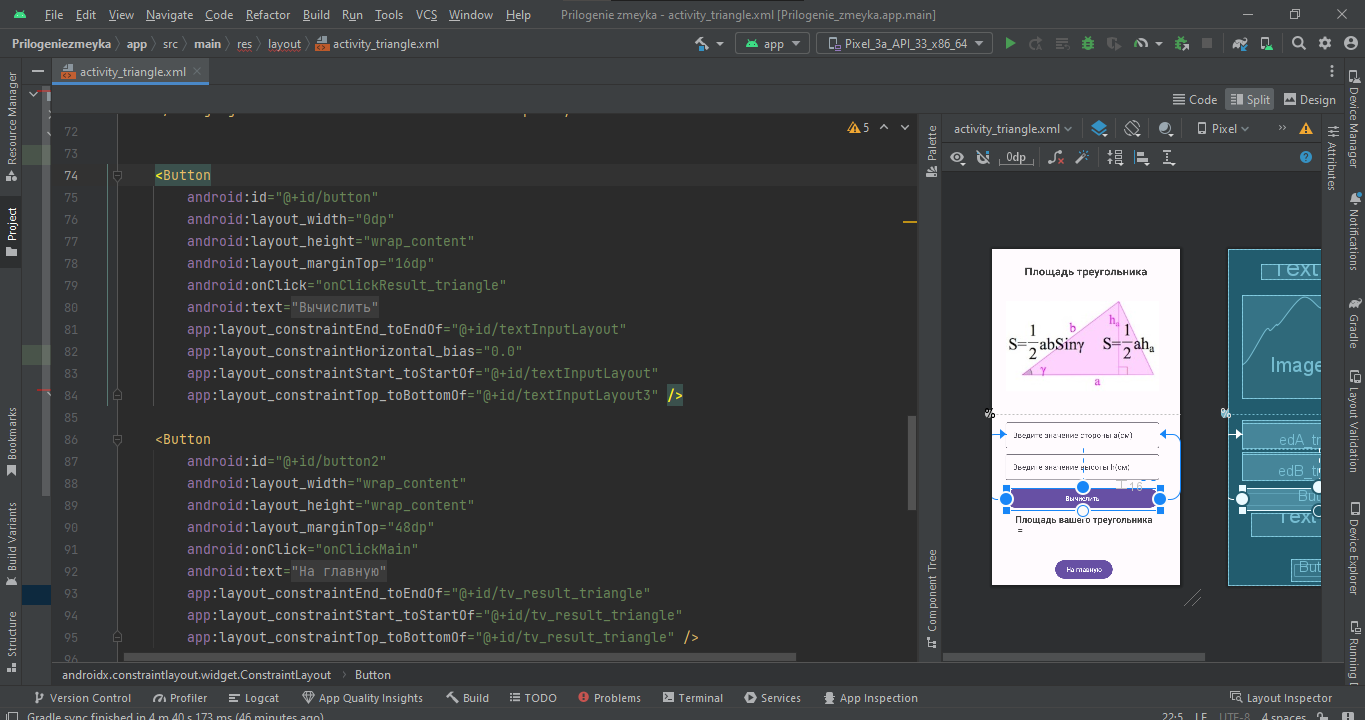 File Edit View Navigate Code Refactor Build Run Tools VCS Window Help Prilogenie zmeyka - activity_triangle.xml [Prilogenie_zmeyka.app.main]
Prilogeniezmeyka app src main res layout activity_triangle.xml app Pixel_3a_API_33_x86_64
activity_triangle.xml
Code Split Design
Resource Manager
Project
Bookmarks
Build Variants
Structure
5
72
73
74 <Button
75 android:id="@+id/button"
76 android:layout_width="0dp"
77 android:layout_height="wrap_content"
78 android:layout_marginTop="16dp"
79 android:onClick="onClickResult_triangle"
80 android:text="Вычислить"
81 app:layout_constraintEnd_toEndOf="@+id/textInputLayout"
82 app:layout_constraintHorizontal_bias="0.0"
83 app:layout_constraintStart_toStartOf="@+id/textInputLayout"
84 app:layout_constraintTop_toBottomOf="@+id/textInputLayout3" />
85
86 <Button
87 android:id="@+id/button2"
88 android:layout_width="wrap_content"
89 android:layout_height="wrap_content"
90 android:layout_marginTop="48dp"
91 android:onClick="onClickMain"
92 android:text="На главную"
93 app:layout_constraintEnd_toEndOf="@+id/tv_result_triangle"
94 app:layout_constraintStart_toStartOf="@+id/tv_result_triangle"
95 app:layout_constraintTop_toBottomOf="@+id/tv_result_triangle" />
96
Palette
Component Tree
activity_triangle.xml Pixel
0dp
Площадь треугольника
S=1/2abSinγ S=1/2aha
b ha
γ
a
%
Введите значение стороны a(см)
Введите значение высоты h(см)
16
Вычислить
Площадь вашего треугольника
=
На главную
Text
Image
%
edA_tr
edB_t
But
Text
But
Attributes
Device Manager
Notifications
Gradle
Layout Validation
Device Explorer
Running
androidx.constraintlayout.widget.ConstraintLayout Button
Version Control Profiler Logcat App Quality Insights Build TODO Problems Terminal Services App Inspection Layout Inspector
Gradle sync finished in 4 m 40 s 173 ms (46 minutes ago) 22:5 LF UTF-8 4 spaces